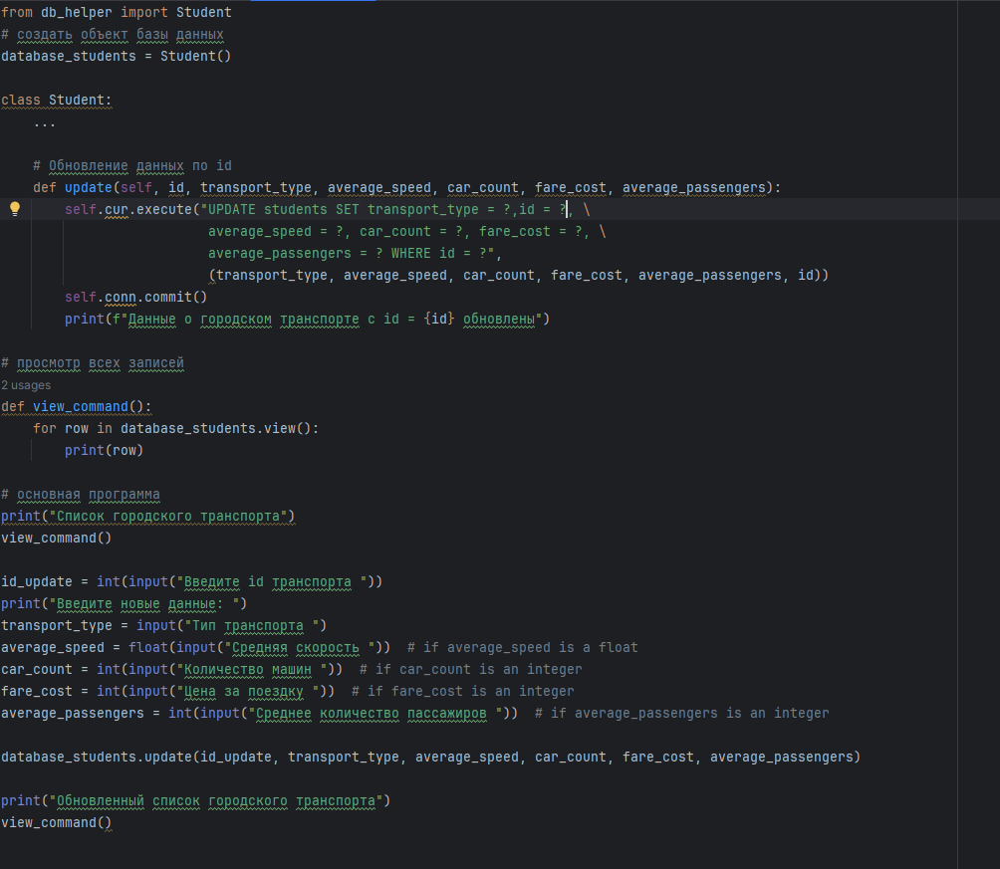 from db_helper import Student
# создать объект базы данных
database_students = Student()
class Student:
    ...
    # Обновление данных по id
    def update(self, id, transport_type, average_speed, car_count, fare_cost, average_passengers):
        self.cur.execute("UPDATE students SET transport_type = ?,id = ?, \
                          average_speed = ?, car_count = ?, fare_cost = ?, \
                          average_passengers = ? WHERE id = ?",
                          (transport_type, average_speed, car_count, fare_cost, average_passengers, id))
        self.conn.commit()
        print(f"Данные о городском транспорте с id = {id} обновлены")
# просмотр всех записей
2 usages
def view_command():
    for row in database_students.view():
        print(row)
# основная программа
print("Список городского транспорта")
view_command()
id_update = int(input("Введите id транспорта "))
print("Введите новые данные: ")
transport_type = input("Тип транспорта ")
average_speed = float(input("Средняя скорость "))  # if average_speed is a float
car_count = int(input("Количество машин "))  # if car_count is an integer
fare_cost = int(input("Цена за поездку "))  # if fare_cost is an integer
average_passengers = int(input("Среднее количество пассажиров "))  # if average_passengers is an integer
database_students.update(id_update, transport_type, average_speed, car_count, fare_cost, average_passengers)
print("Обновленный список городского транспорта")
view_command()